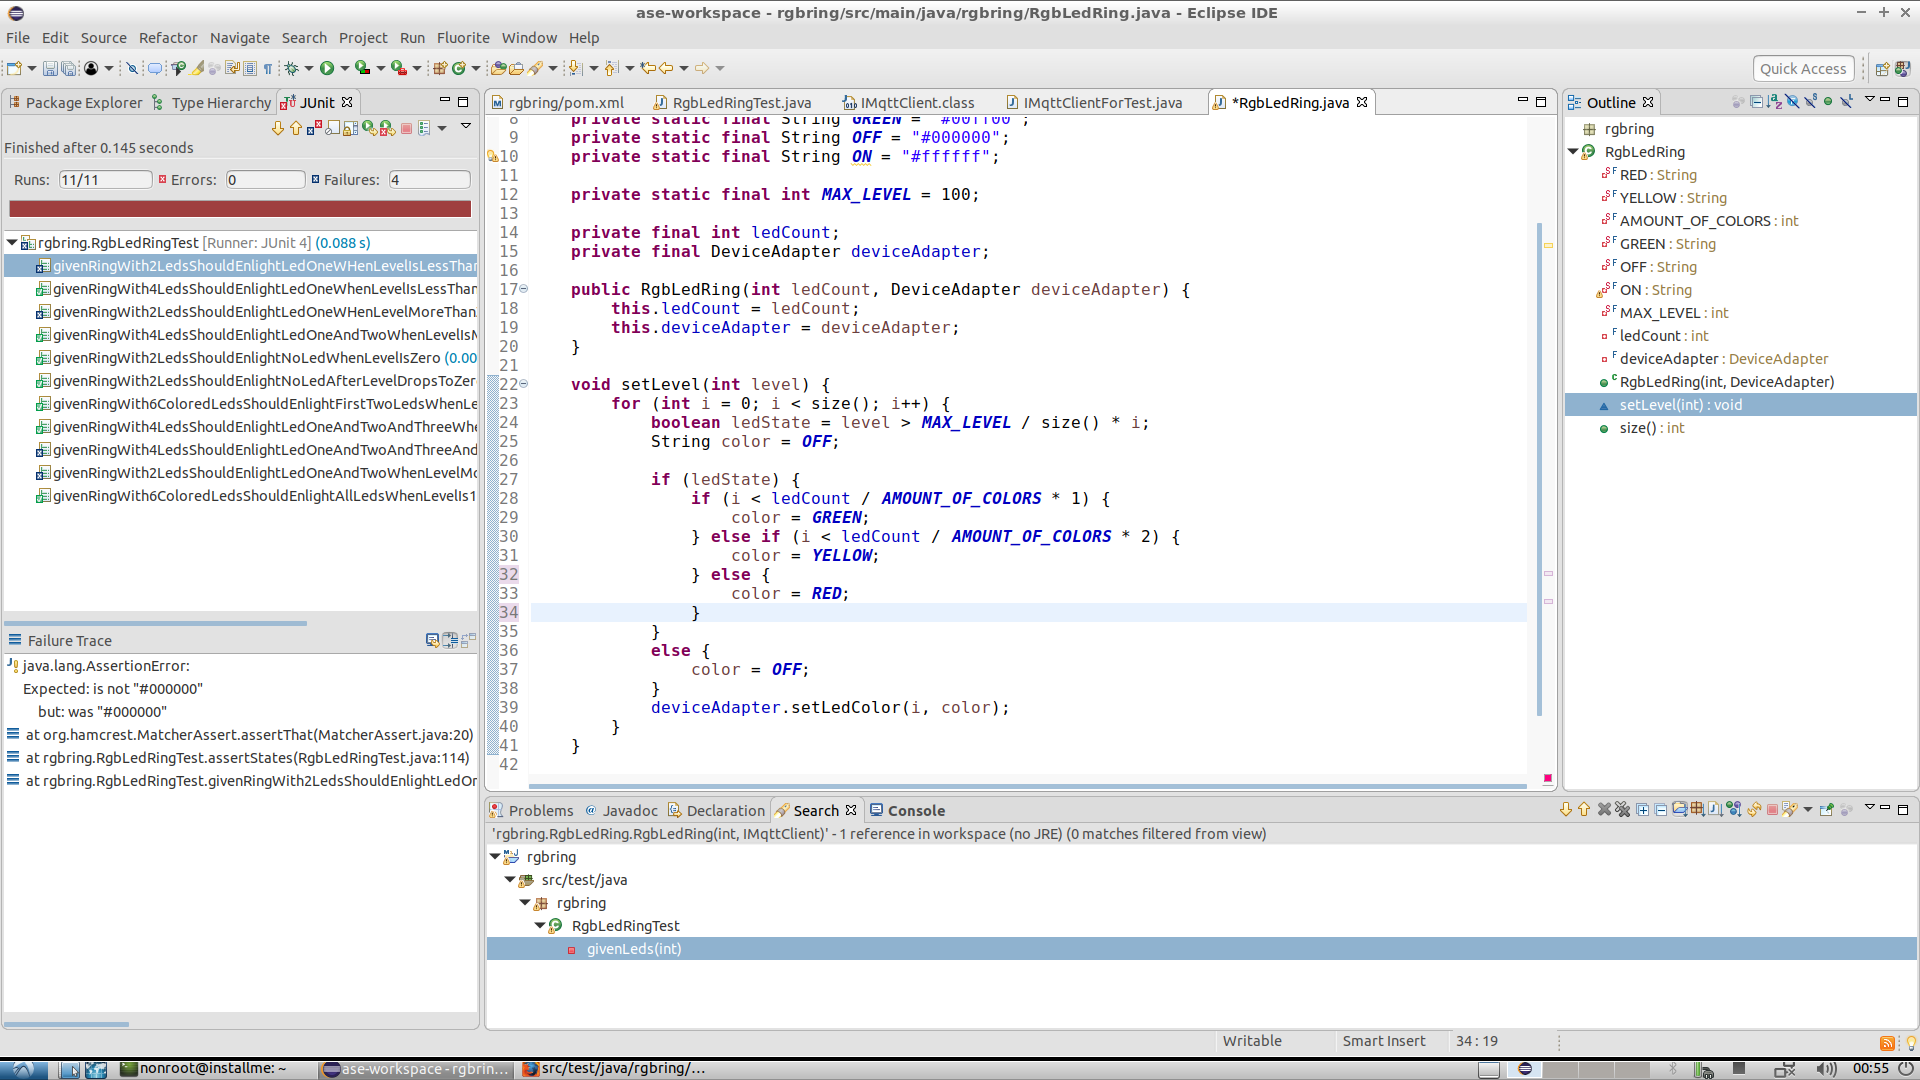 ase-workspace - rgbring/src/main/java/rgbring/RgbLedRing.java - Eclipse IDE
File Edit Source Refactor Navigate Search Project Run Fluorite Window Help
Quick Access
Package Explorer Type Hierarchy JUnit
Finished after 0.145 seconds
Runs: 11/11 Errors: 0 Failures: 4
rgbring.RgbLedRingTest [Runner: JUnit 4] (0.088 s)
givenRingWith2LedsShouldEnlightLedOneWHenLevelIsLessThan
givenRingWith4LedsShouldEnlightLedOneWhenLevelIsLessThan
givenRingWith2LedsShouldEnlightLedOneWHenLevelMoreThan
givenRingWith4LedsShouldEnlightLedOneAndTwoWhenLevelIsM
givenRingWith2LedsShouldEnlightNoLedWhenLevelIsZero (0.00
givenRingWith2LedsShouldEnlightNoLedAfterLevelDropsToZero
givenRingWith6ColoredLedsShouldEnlightFirstTwoLedsWhenLe
givenRingWith4LedsShouldEnlightLedOneAndTwoAndThreeWhe
givenRingWith4LedsShouldEnlightLedOneAndTwoAndThreeAnd
givenRingWith2LedsShouldEnlightLedOneAndTwoWhenLevelMo
givenRingWith6ColoredLedsShouldEnlightAllLedsWhenLevelIs1
Failure Trace
java.lang.AssertionError:
Expected: is not "#000000"
but: was "#000000"
at org.hamcrest.MatcherAssert.assertThat(MatcherAssert.java:20)
at rgbring.RgbLedRingTest.assertStates(RgbLedRingTest.java:114)
at rgbring.RgbLedRingTest.givenRingWith2LedsShouldEnlightLedOn
rgbring/pom.xml RgbLedRingTest.java IMqttClient.class IMqttClientForTest.java *RgbLedRing.java
8 private static final String GREEN = "#00ff00";
9 private static final String OFF = "#000000";
10 private static final String ON = "#ffffff";
11
12 private static final int MAX_LEVEL = 100;
13
14 private final int ledCount;
15 private final DeviceAdapter deviceAdapter;
16
17 public RgbLedRing(int ledCount, DeviceAdapter deviceAdapter) {
18 this.ledCount = ledCount;
19 this.deviceAdapter = deviceAdapter;
20 }
21
22 void setLevel(int level) {
23 for (int i = 0; i < size(); i++) {
24 boolean ledState = level > MAX_LEVEL / size() * i;
25 String color = OFF;
26
27 if (ledState) {
28 if (i < ledCount / AMOUNT_OF_COLORS * 1) {
29 color = GREEN;
30 } else if (i < ledCount / AMOUNT_OF_COLORS * 2) {
31 color = YELLOW;
32 } else {
33 color = RED;
34 }
35 }
36 else {
37 color = OFF;
38 }
39 deviceAdapter.setLedColor(i, color);
40 }
41 }
42
Outline
rgbring
RgbLedRing
RED : String
YELLOW : String
AMOUNT_OF_COLORS : int
GREEN : String
OFF : String
ON : String
MAX_LEVEL : int
ledCount : int
deviceAdapter : DeviceAdapter
RgbLedRing(int, DeviceAdapter)
setLevel(int) : void
size() : int
Problems Javadoc Declaration Search Console
'rgbring.RgbLedRing.RgbLedRing(int, IMqttClient)' - 1 reference in workspace (no JRE) (0 matches filtered from view)
rgbring
src/test/java
rgbring
RgbLedRingTest
givenLeds(int)
Writable Smart Insert 34 : 19
nonroot@installme: ~ ase-workspace - rgbrin... src/test/java/rgbring/... 00:55